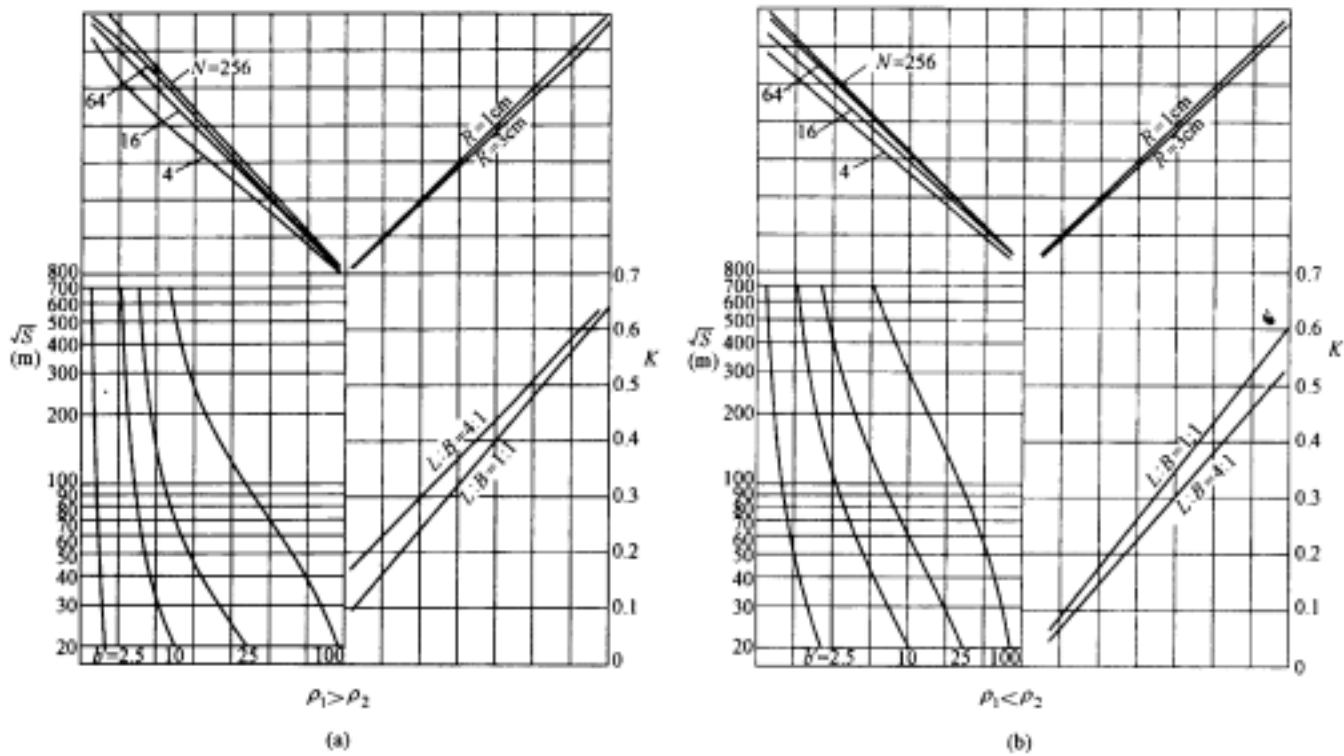 N=256
64
16
4
R=1cm
R=3cm
800
700
600
500
400
300
200
100
90
80
70
60
50
40
30
20
√S
(m)
b=2.5 10 25 100
L:B=4:1
L:B=1:1
0.7
0.6
0.5
0.4
0.3
0.2
0.1
0
K
ρ₁>ρ₂
(a)
N=256
64
16
4
R=1cm
R=3cm
800
700
600
500
400
300
200
100
90
80
70
60
50
40
30
20
√S
(m)
b=2.5 10 25 100
L:B=1:1
L:B=4:1
0.7
0.6
0.5
0.4
0.3
0.2
0.1
0
K
ρ₁<ρ₂
(b)